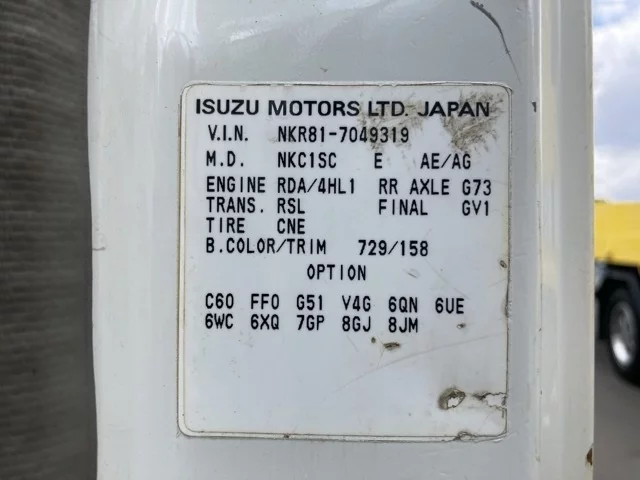 ISUZU MOTORS LTD. JAPAN
V.I.N. NKR81-7049319
M.D. NKC1SC E AE/AG
ENGINE RDA/4HL1 RR AXLE G73
TRANS. RSL FINAL GV1
TIRE CNE
B.COLOR/TRIM 729/158
OPTION
C60 FF0 G51 V4G 6QN 6UE
6WC 6XQ 7GP 8GJ 8JM